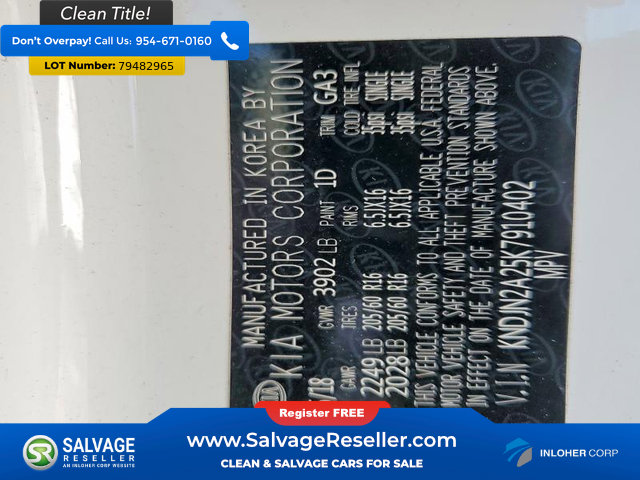 Clean Title!
Don't Overpay! Call Us: 954-671-0160
LOT Number: 79482965
MANUFACTURED IN KOREA BY
KIA MOTORS CORPORATION
/18 GVWR 3902 LB PAINT 1D TRIM GA3
GAWR TIRES RIMS COLD TIRE INFL
2249 LB 205/60 R16 6.5JX16 35PSI SINGLE
2028 LB 205/60 R16 6.5JX16 35PSI SINGLE
THIS VEHICLE CONFORMS TO ALL APPLICABLE U.S.A. FEDERAL
MOTOR VEHICLE SAFETY AND THEFT PREVENTION STANDARDS
IN EFFECT ON THE DATE OF MANUFACTURE SHOWN ABOVE.
V.I.N KNDJN2A25K7910402
MPV
Register FREE
SR SALVAGE RESELLER
AN INLOHER CORP WEBSITE
www.SalvageReseller.com
CLEAN & SALVAGE CARS FOR SALE
INLOHER CORP